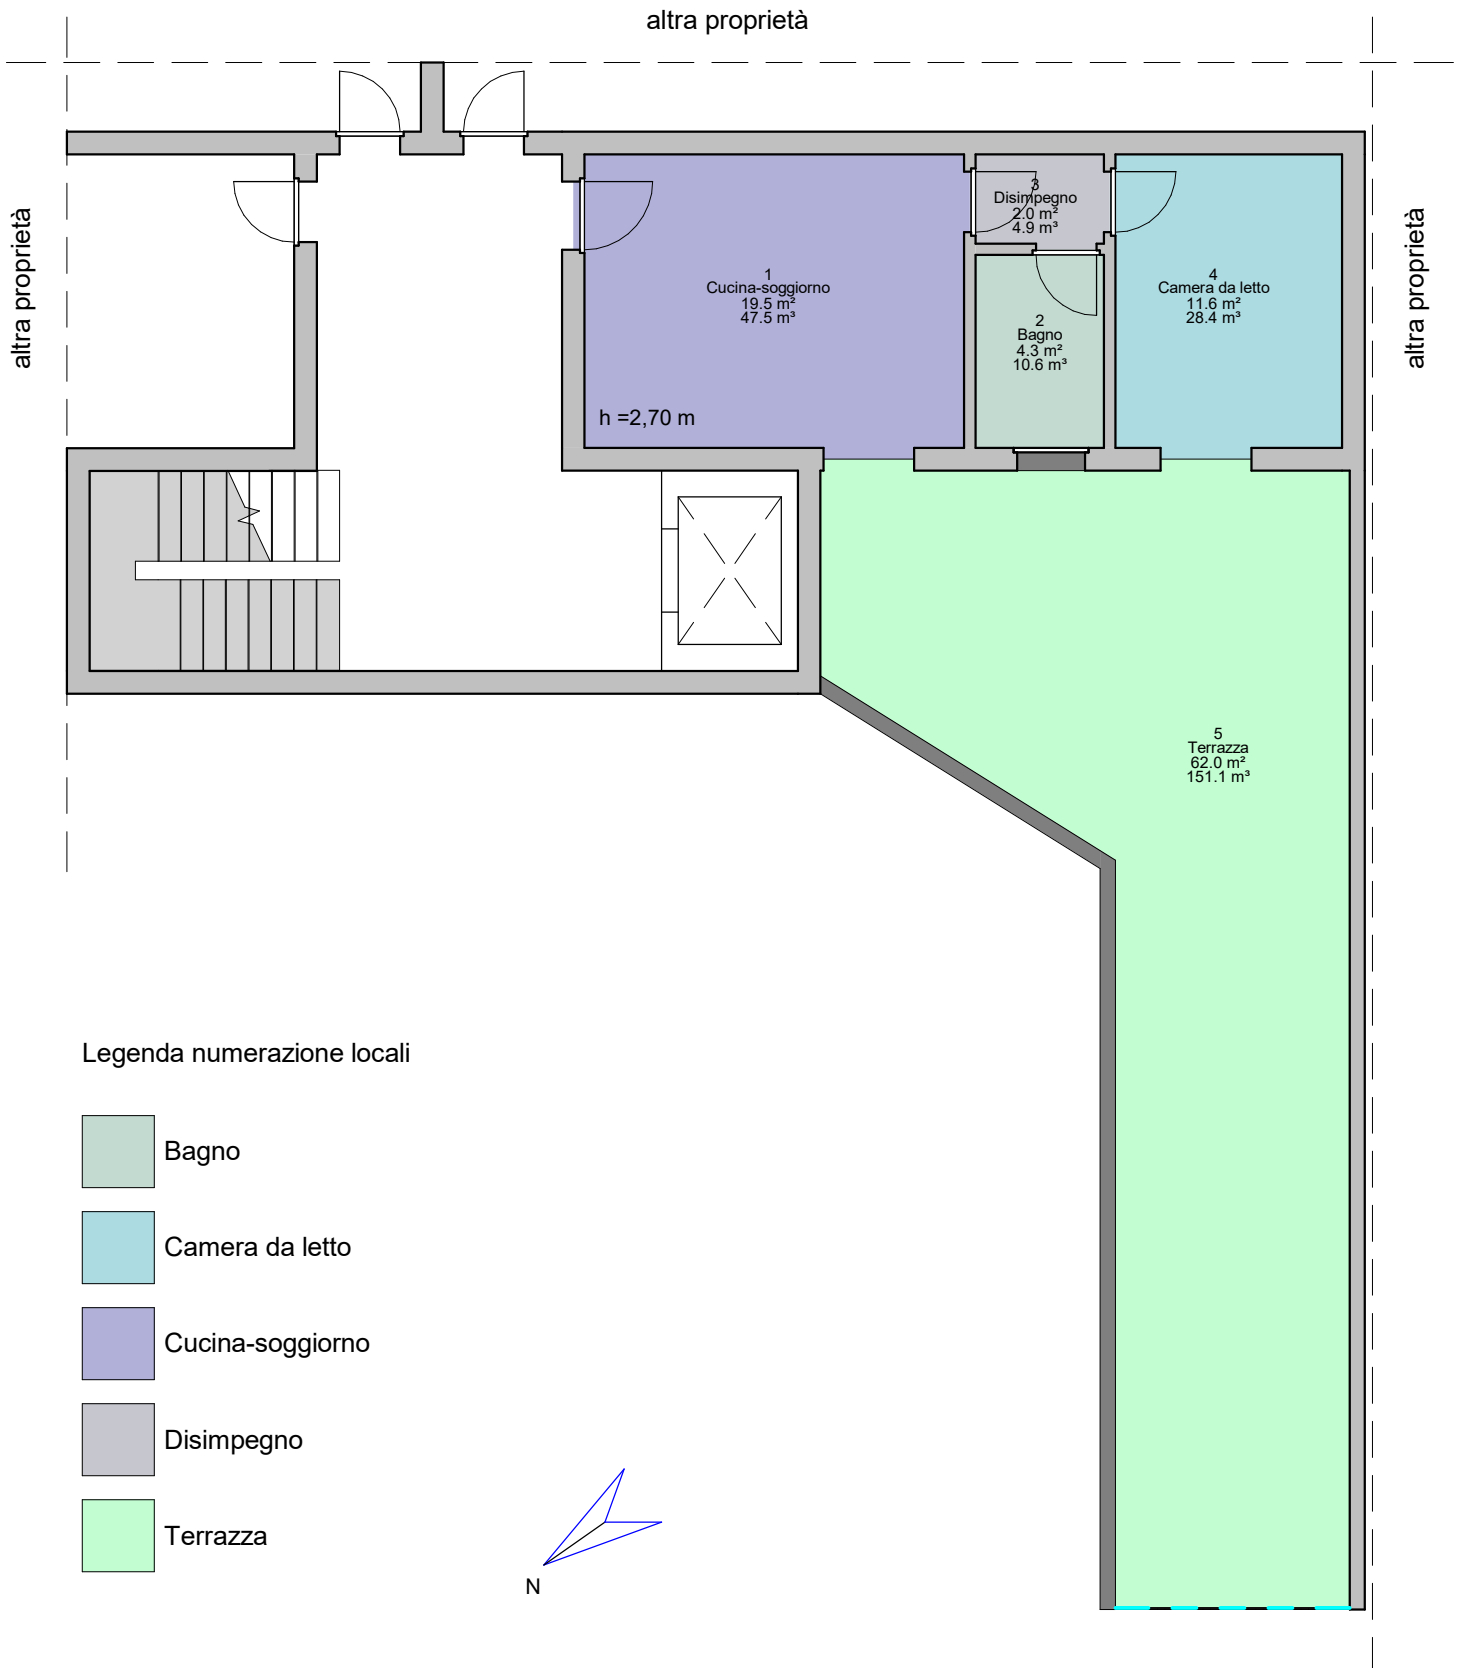 altra proprietà
altra proprietà
altra proprietà
3
Disimpegno
2.0 m²
4.9 m³
1
Cucina-soggiorno
19.5 m²
47.5 m³
4
Camera da letto
11.6 m²
28.4 m³
2
Bagno
4.3 m²
10.6 m³
h =2,70 m
5
Terrazza
62.0 m²
151.1 m³
Legenda numerazione locali
Bagno
Camera da letto
Cucina-soggiorno
Disimpegno
Terrazza
N